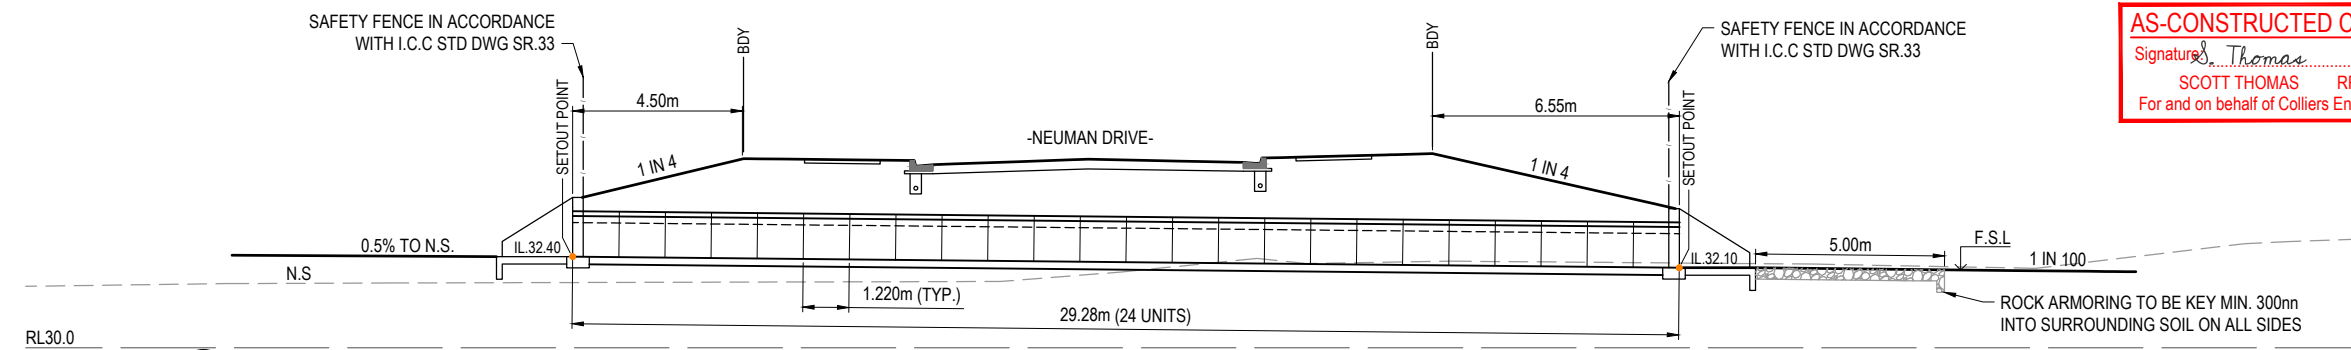 SAFETY FENCE IN ACCORDANCE
WITH I.C.C STD DWG SR.33
BDY
SETOUT POINT
4.50m
1 IN 4
-NEUMAN DRIVE-
BDY
6.55m
SETOUT POINT
1 IN 4
SAFETY FENCE IN ACCORDANCE
WITH I.C.C STD DWG SR.33
AS-CONSTRUCTED C
Signature S. Thomas
SCOTT THOMAS RP
For and on behalf of Colliers En
0.5% TO N.S.
IL.32.40
N.S
IL.32.10
5.00m
F.S.L
1 IN 100
1.220m (TYP.)
29.28m (24 UNITS)
ROCK ARMORING TO BE KEY MIN. 300nn
INTO SURROUNDING SOIL ON ALL SIDES
RL30.0